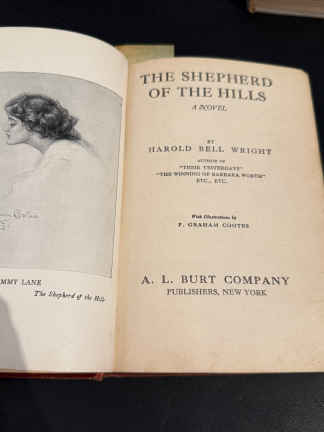 MMY LANE
The Shepherd of the Hills
THE SHEPHERD
OF THE HILLS
A NOVEL
BY
HAROLD BELL WRIGHT
AUTHOR OF
"THEIR YESTERDAYS"
"THE WINNING OF BARBARA WORTH"
ETC., ETC.
With Illustrations by
F. GRAHAM COOTES
A. L. BURT COMPANY
PUBLISHERS, NEW YORK